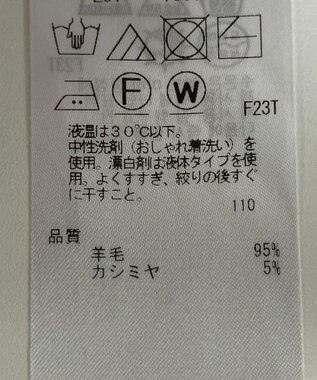 F
W
F23T
液温は30℃以下。
中性洗剤(おしゃれ着洗い)を
使用。漂白剤は液体タイプを使
用。よくすすぎ、絞りの後すぐ
に干すこと。
110
品質
羊毛 95%
カシミヤ 5%